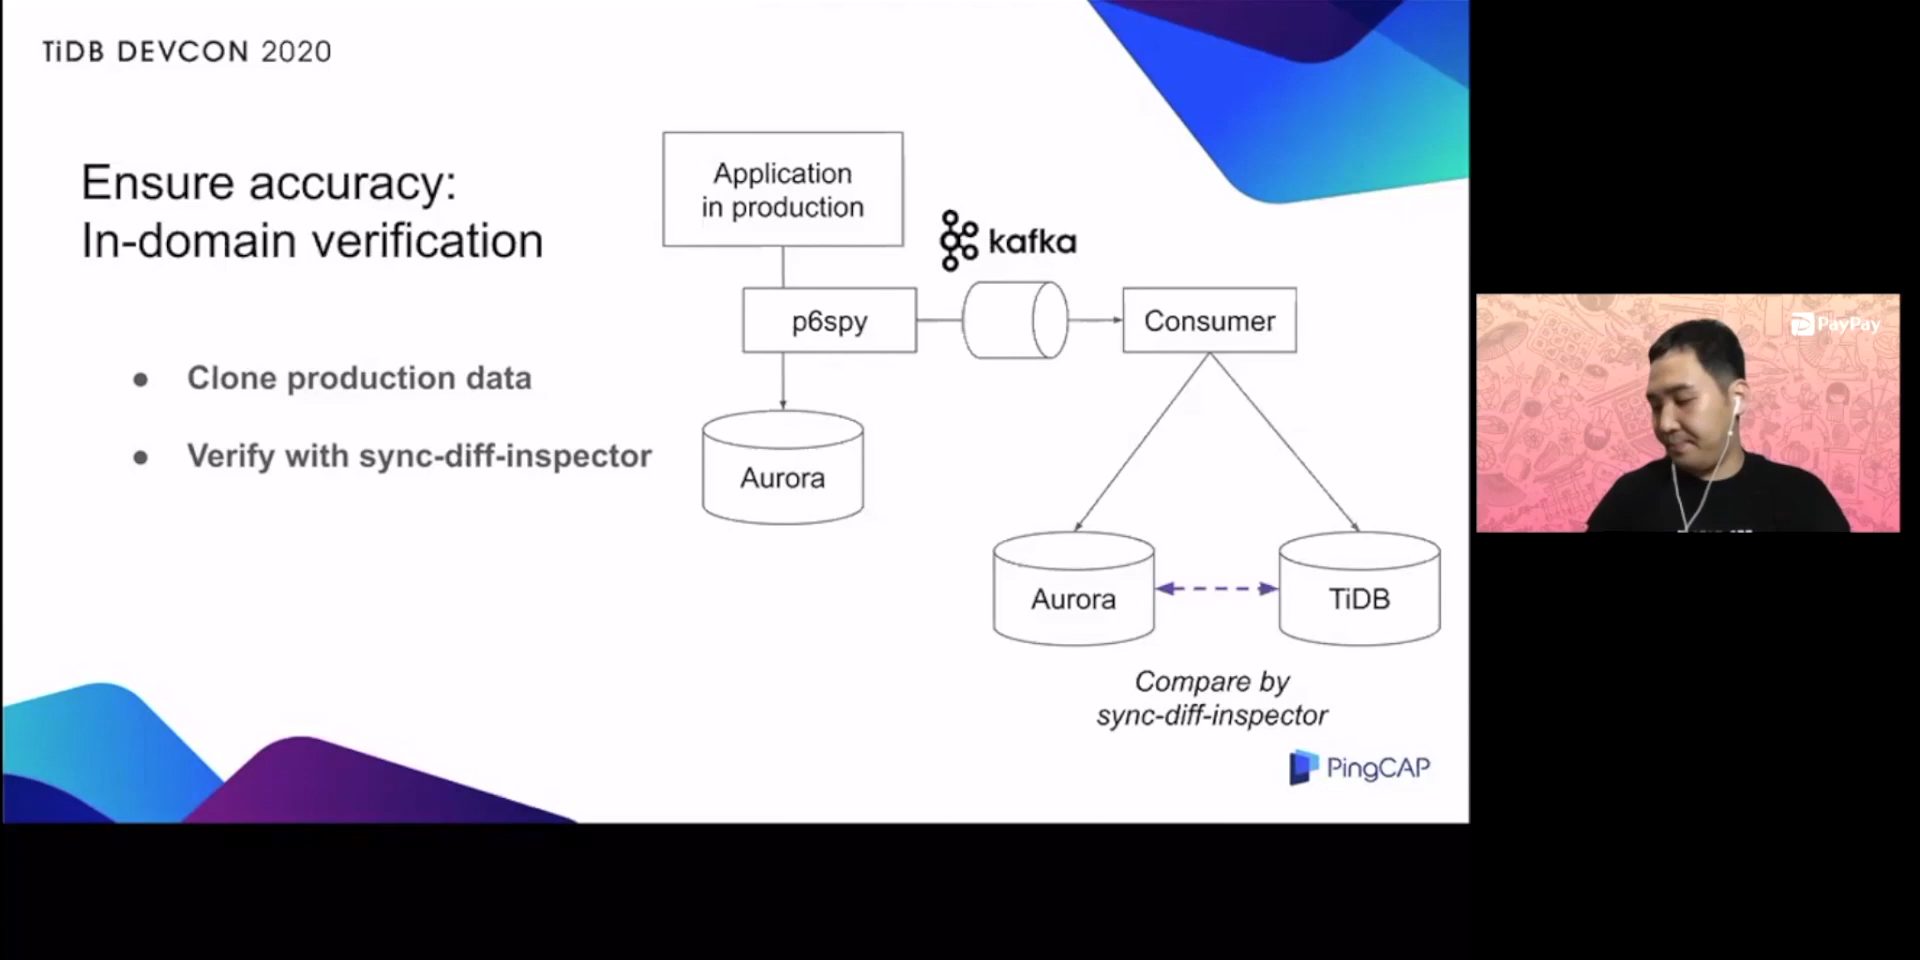 TiDB DEVCON 2020
Ensure accuracy:
In-domain verification
Clone production data
Verify with sync-diff-inspector
Application
in production
kafka
p6spy
Consumer
Aurora
Aurora
TiDB
Compare by
sync-diff-inspector
PingCAP
PayPay